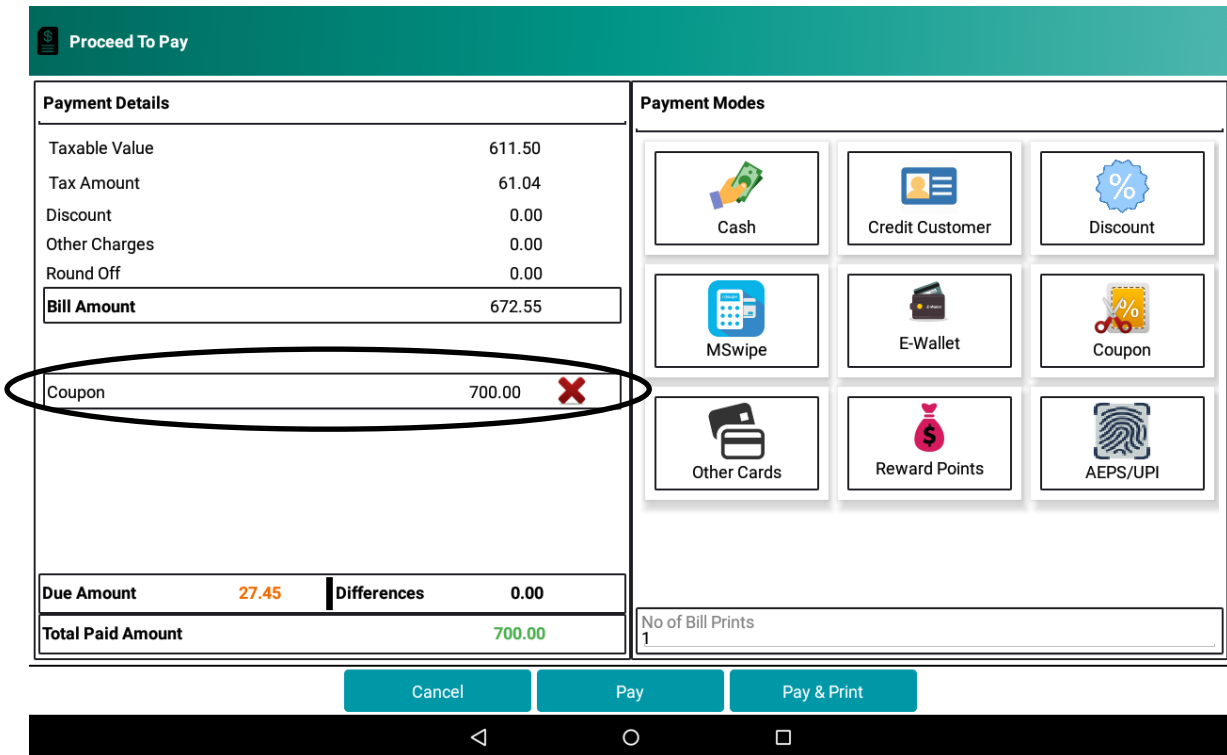 Proceed To Pay
Payment Details
Taxable Value 611.50
Tax Amount 61.04
Discount 0.00
Other Charges 0.00
Round Off 0.00
Bill Amount 672.55
Coupon 700.00
Due Amount 27.45 Differences 0.00
Total Paid Amount 700.00
Payment Modes
Cash Credit Customer Discount
MSwipe E-Wallet Coupon
Other Cards Reward Points AEPS/UPI
No of Bill Prints
1
Cancel Pay Pay & Print